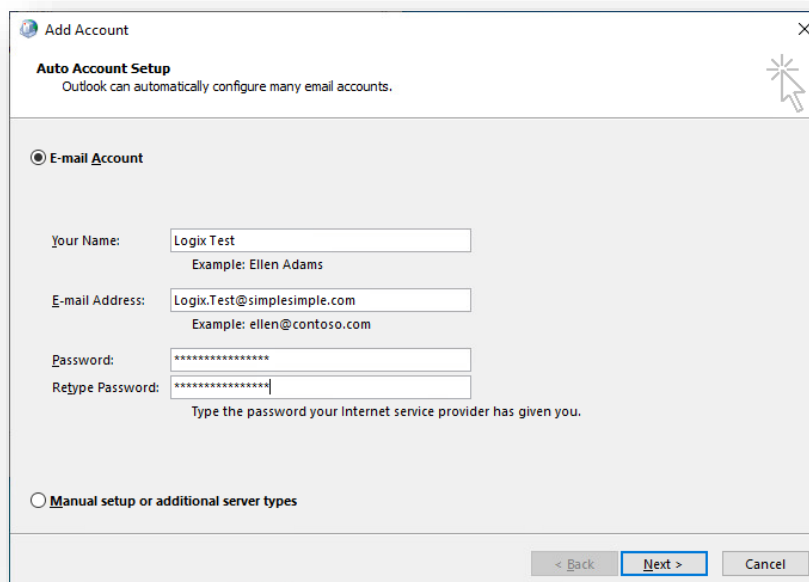 Add Account
Auto Account Setup
Outlook can automatically configure many email accounts.
E-mail Account
Your Name: Logix Test
Example: Ellen Adams
E-mail Address: Logix.Test@simplesimple.com
Example: ellen@contoso.com
Password: ****************
Retype Password: ****************
Type the password your Internet service provider has given you.
Manual setup or additional server types
< Back Next > Cancel